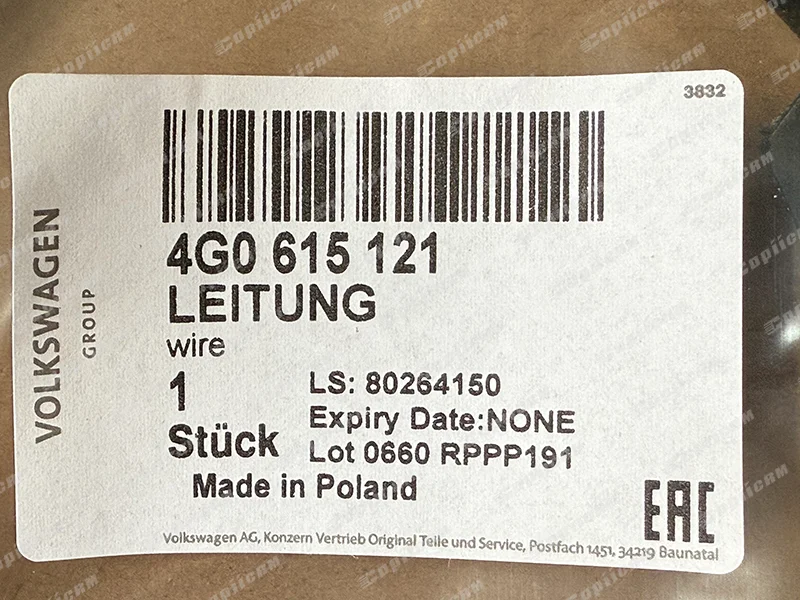 3832
VOLKSWAGEN
GROUP
4G0 615 121
LEITUNG
wire
1
LS: 80264150
Expiry Date:NONE
Stück
Lot 0660 RPPP191
Made in Poland
EAC
Volkswagen AG, Konzern Vertrieb Original Teile und Service, Postfach 1451, 34219 Baunatal
Copiicam